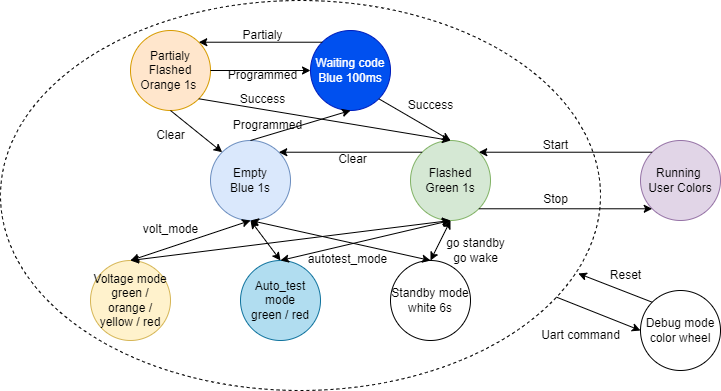 Partialy
Partialy
Flashed
Orange 1s
Waiting code
Blue 100ms
Programmed
Success
Success
Clear
Programmed
Empty
Blue 1s
Clear
Flashed
Green 1s
Start
Running
User Colors
Stop
volt_mode
autotest_mode
go standby
go wake
Voltage mode
green /
orange /
yellow / red
Auto_test
mode
green / red
Standby mode
white 6s
Reset
Uart command
Debug mode
color wheel